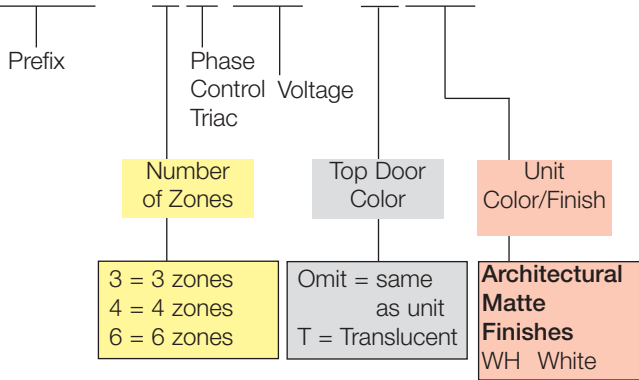 Prefix
Phase
Control
Triac
Voltage
Number
of Zones
Top Door
Color
Unit
Color/Finish
3 = 3 zones
4 = 4 zones
6 = 6 zones
Omit = same
as unit
T = Translucent
Architectural
Matte
Finishes
WH White